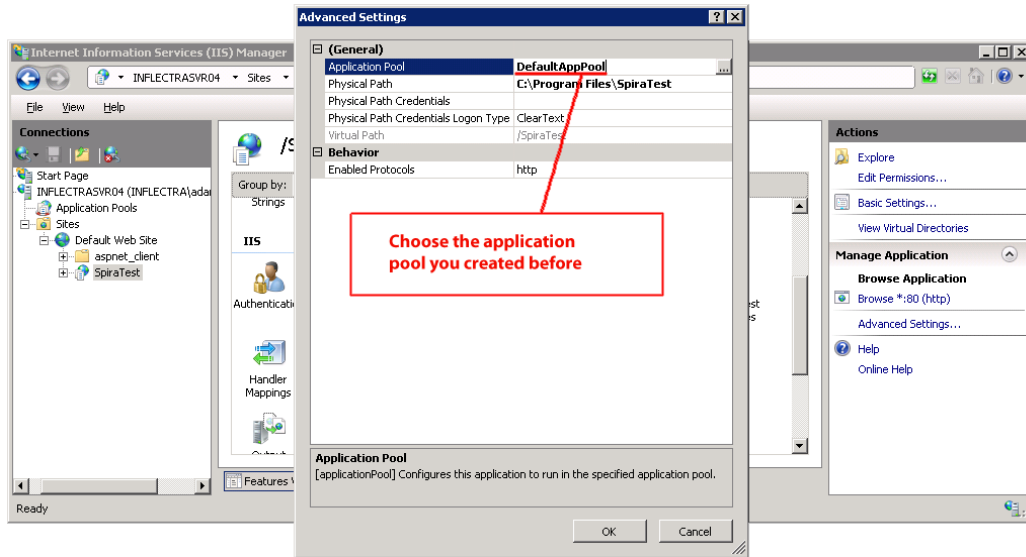 Advanced Settings
(General)
Application Pool DefaultAppPool ...
Physical Path C:\Program Files\SpiraTest
Physical Path Credentials
Physical Path Credentials Logon Type ClearText
Virtual Path /SpiraTest
Behavior
Enabled Protocols http
Choose the application
pool you created before
Application Pool
[applicationPool] Configures this application to run in the specified application pool.
OK Cancel
Internet Information Services (IIS) Manager
INFLECTRASVR04 Sites
File View Help
Connections
Start Page
INFLECTRASVR04 (INFLECTRA\adar
Application Pools
Sites
Default Web Site
aspnet_client
SpiraTest
Ready
/S
Group by:
Strings
IIS
Authenticati
Handler
Mappings
Features
Actions
Explore
Edit Permissions...
Basic Settings...
View Virtual Directories
Manage Application
Browse Application
Browse *:80 (http)
Advanced Settings...
Help
Online Help